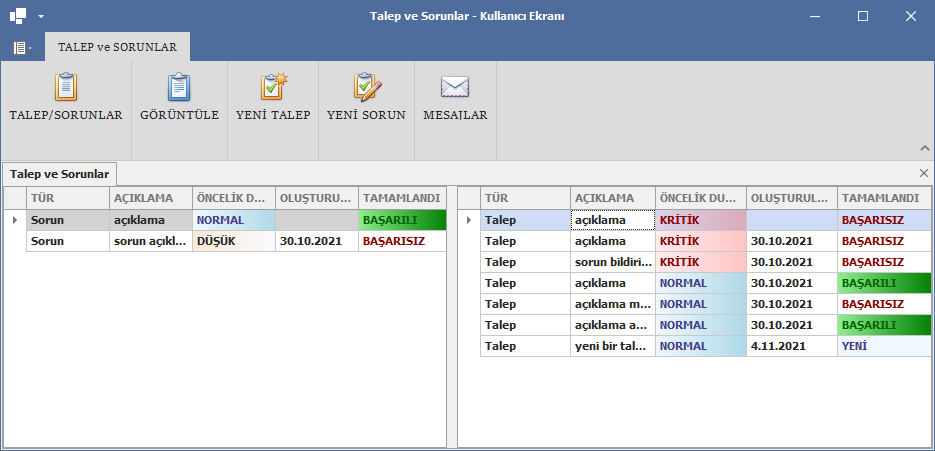 Talep ve Sorunlar - Kullanıcı Ekranı
TALEP ve SORUNLAR
TALEP/SORUNLAR GÖRÜNTÜLE YENİ TALEP YENİ SORUN MESAJLAR
Talep ve Sorunlar
TÜR AÇIKLAMA ÖNCELİK D... OLUŞTURU... TAMAMLANDI
Sorun açıklama NORMAL BAŞARILI
Sorun sorun açıkl... DÜŞÜK 30.10.2021 BAŞARISIZ
TÜR AÇIKLAMA ÖNCELİK DU... OLUŞTURUL... TAMAMLANDI
Talep açıklama KRİTİK BAŞARISIZ
Talep açıklama KRİTİK 30.10.2021 BAŞARISIZ
Talep sorun bildiri... KRİTİK 30.10.2021 BAŞARISIZ
Talep açıklama NORMAL 30.10.2021 BAŞARILI
Talep açıklama m... NORMAL 30.10.2021 BAŞARISIZ
Talep açıklama a... NORMAL 30.10.2021 BAŞARILI
Talep yeni bir tal... NORMAL 4.11.2021 YENİ